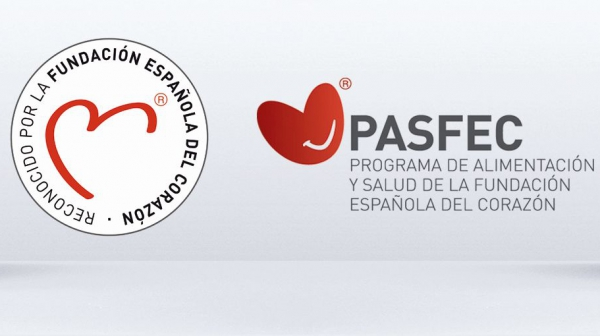 RECONOCIDO POR LA FUNDACIÓN ESPAÑOLA DEL CORAZÓN ·
®
®
PASFEC
PROGRAMA DE ALIMENTACIÓN
Y SALUD DE LA FUNDACIÓN
ESPAÑOLA DEL CORAZÓN